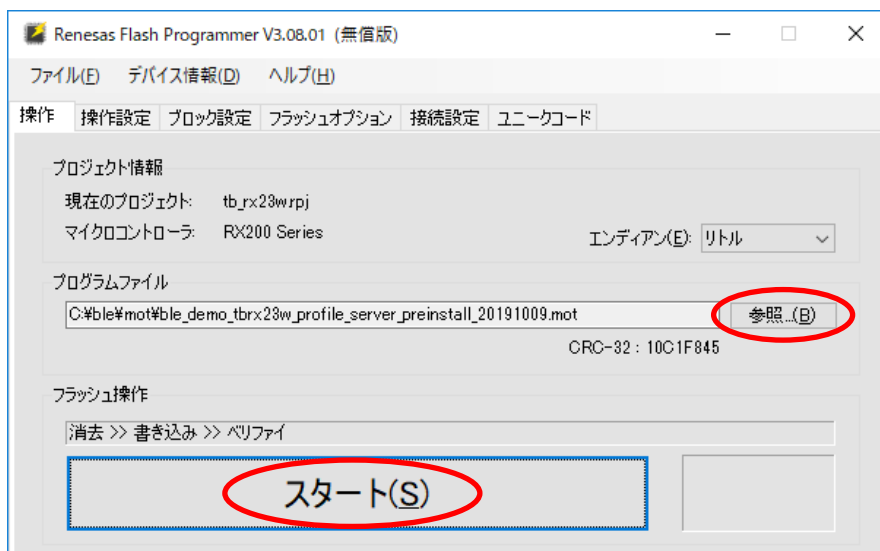 Renesas Flash Programmer V3.08.01 (無償版)
ファイル(F) デバイス情報(D) ヘルプ(H)
操作 操作設定 ブロック設定 フラッシュオプション 接続設定 ユニークコード
プロジェクト情報
現在のプロジェクト: tb_rx23w.rpj
マイクロコントローラ: RX200 Series
エンディアン(E): リトル
プログラムファイル
C:¥ble¥mot¥ble_demo_tbrx23w_profile_server_preinstall_20191009.mot 参照...(B)
CRC-32 : 10C1F845
フラッシュ操作
消去 >> 書き込み >> ベリファイ
スタート(S)